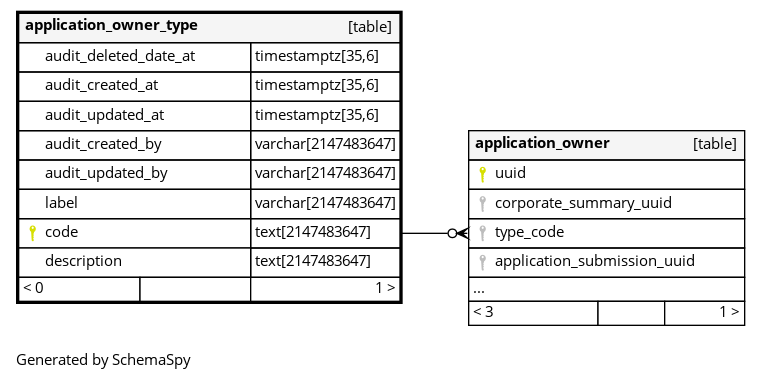 application_owner_type [table]
audit_deleted_date_at timestamptz[35,6]
audit_created_at timestamptz[35,6]
audit_updated_at timestamptz[35,6]
audit_created_by varchar[2147483647]
audit_updated_by varchar[2147483647]
label varchar[2147483647]
code text[2147483647]
description text[2147483647]
< 0 1 >
application_owner [table]
uuid
corporate_summary_uuid
type_code
application_submission_uuid
...
< 3 1 >
Generated by SchemaSpy